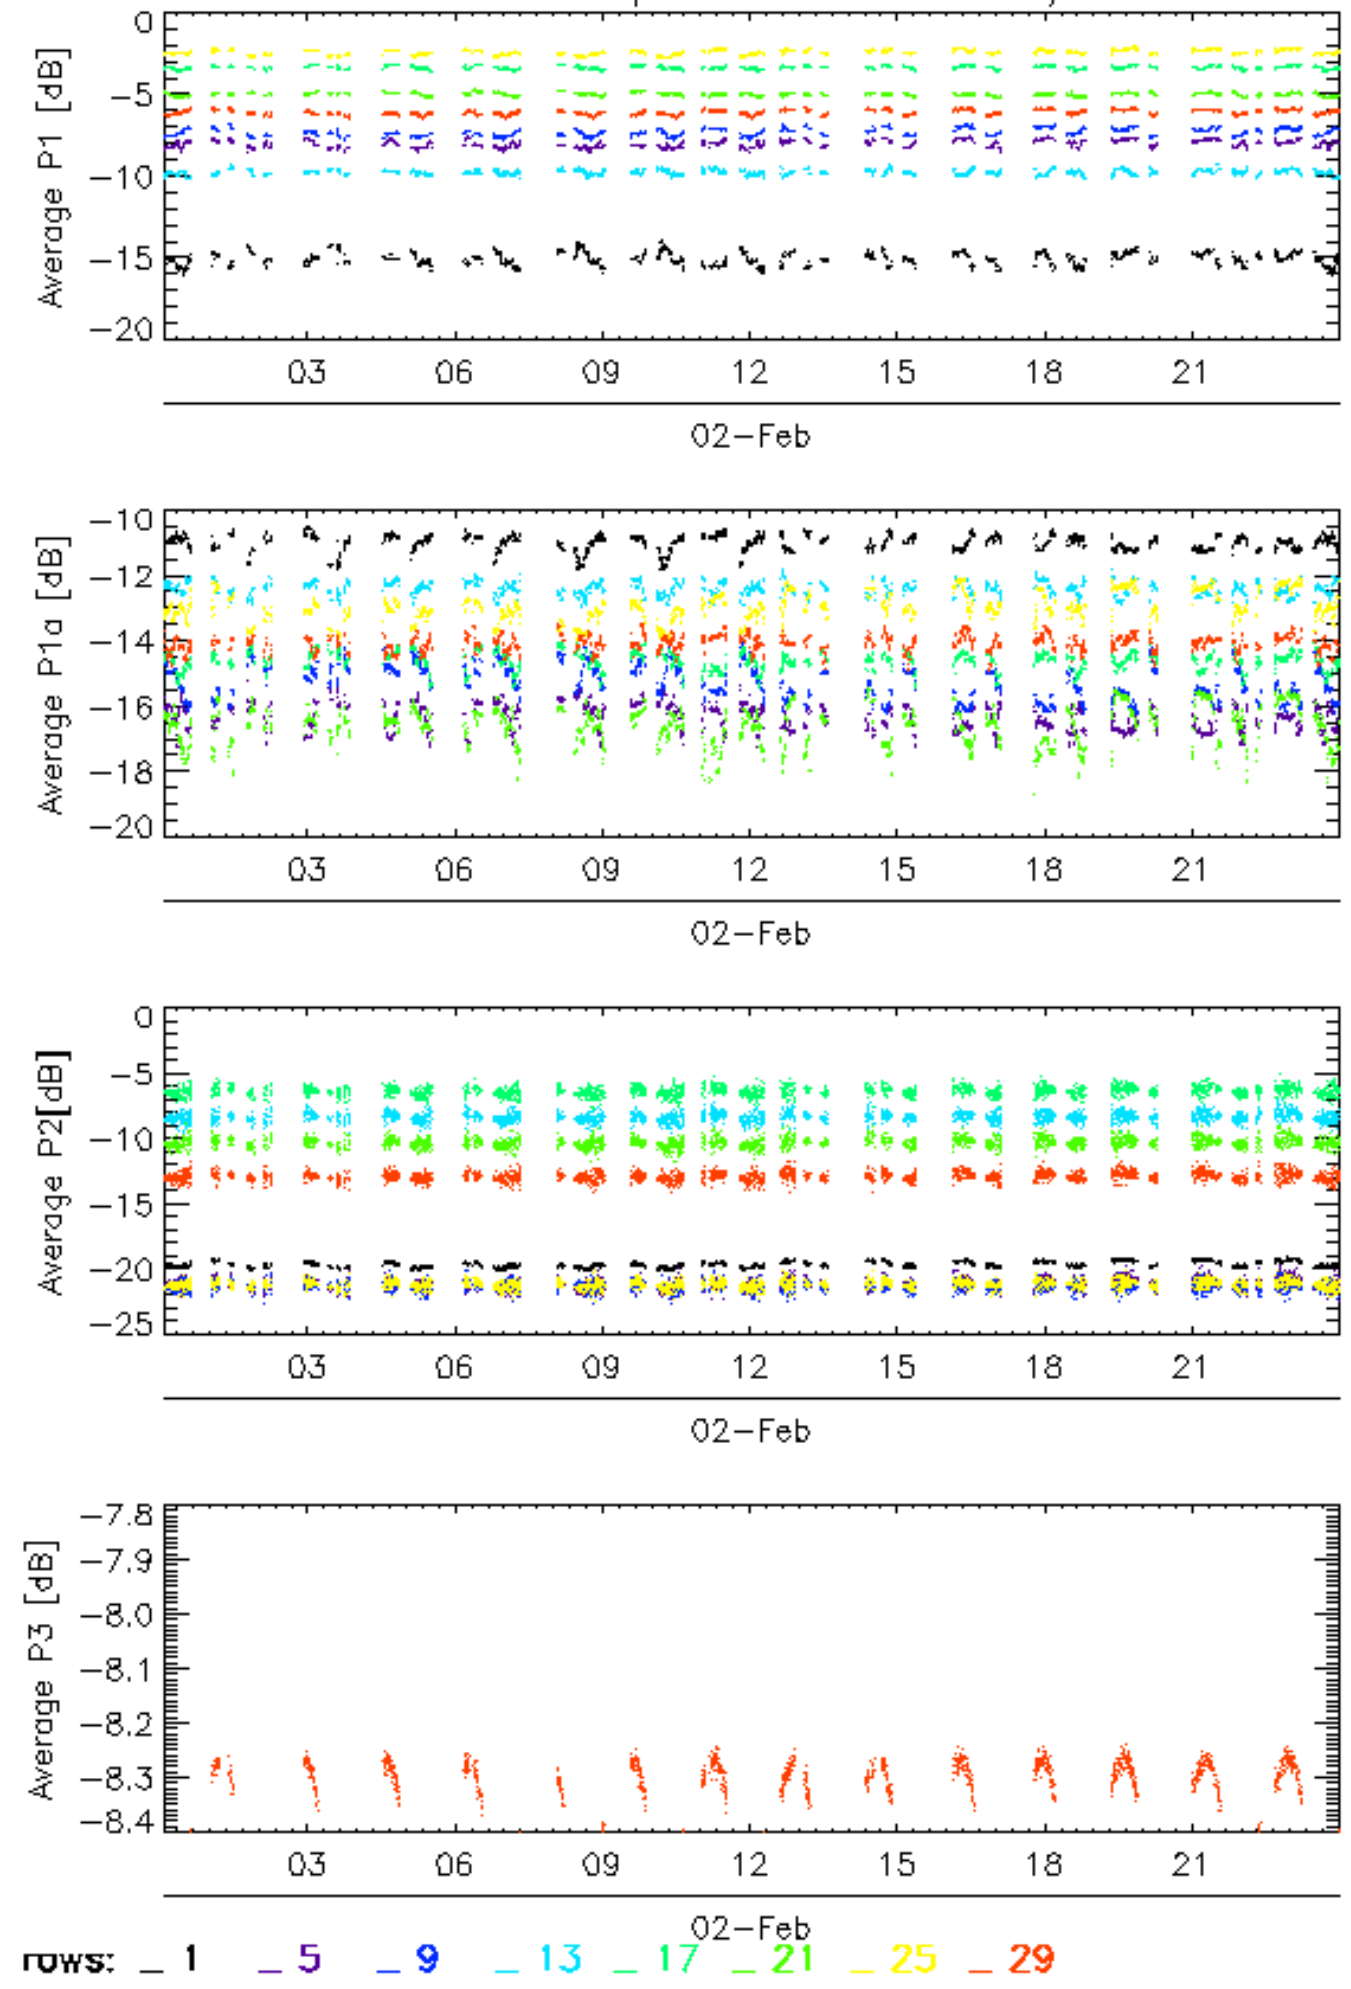 0
−5
−10
−15
−20
Average P1 [dB]
03 06 09 12 15 18 21
02−Feb
−10
−12
−14
−16
−18
−20
Average P1a [dB]
03 06 09 12 15 18 21
02−Feb
0
−5
−10
−15
−20
−25
Average P2[dB]
03 06 09 12 15 18 21
02−Feb
−7.8
−7.9
−8.0
−8.1
−8.2
−8.3
−8.4
Average P3 [dB]
03 06 09 12 15 18 21
02−Feb
rows: _ 1 _ 5 _ 9 _ 13 _ 17 _ 21 _ 25 _ 29